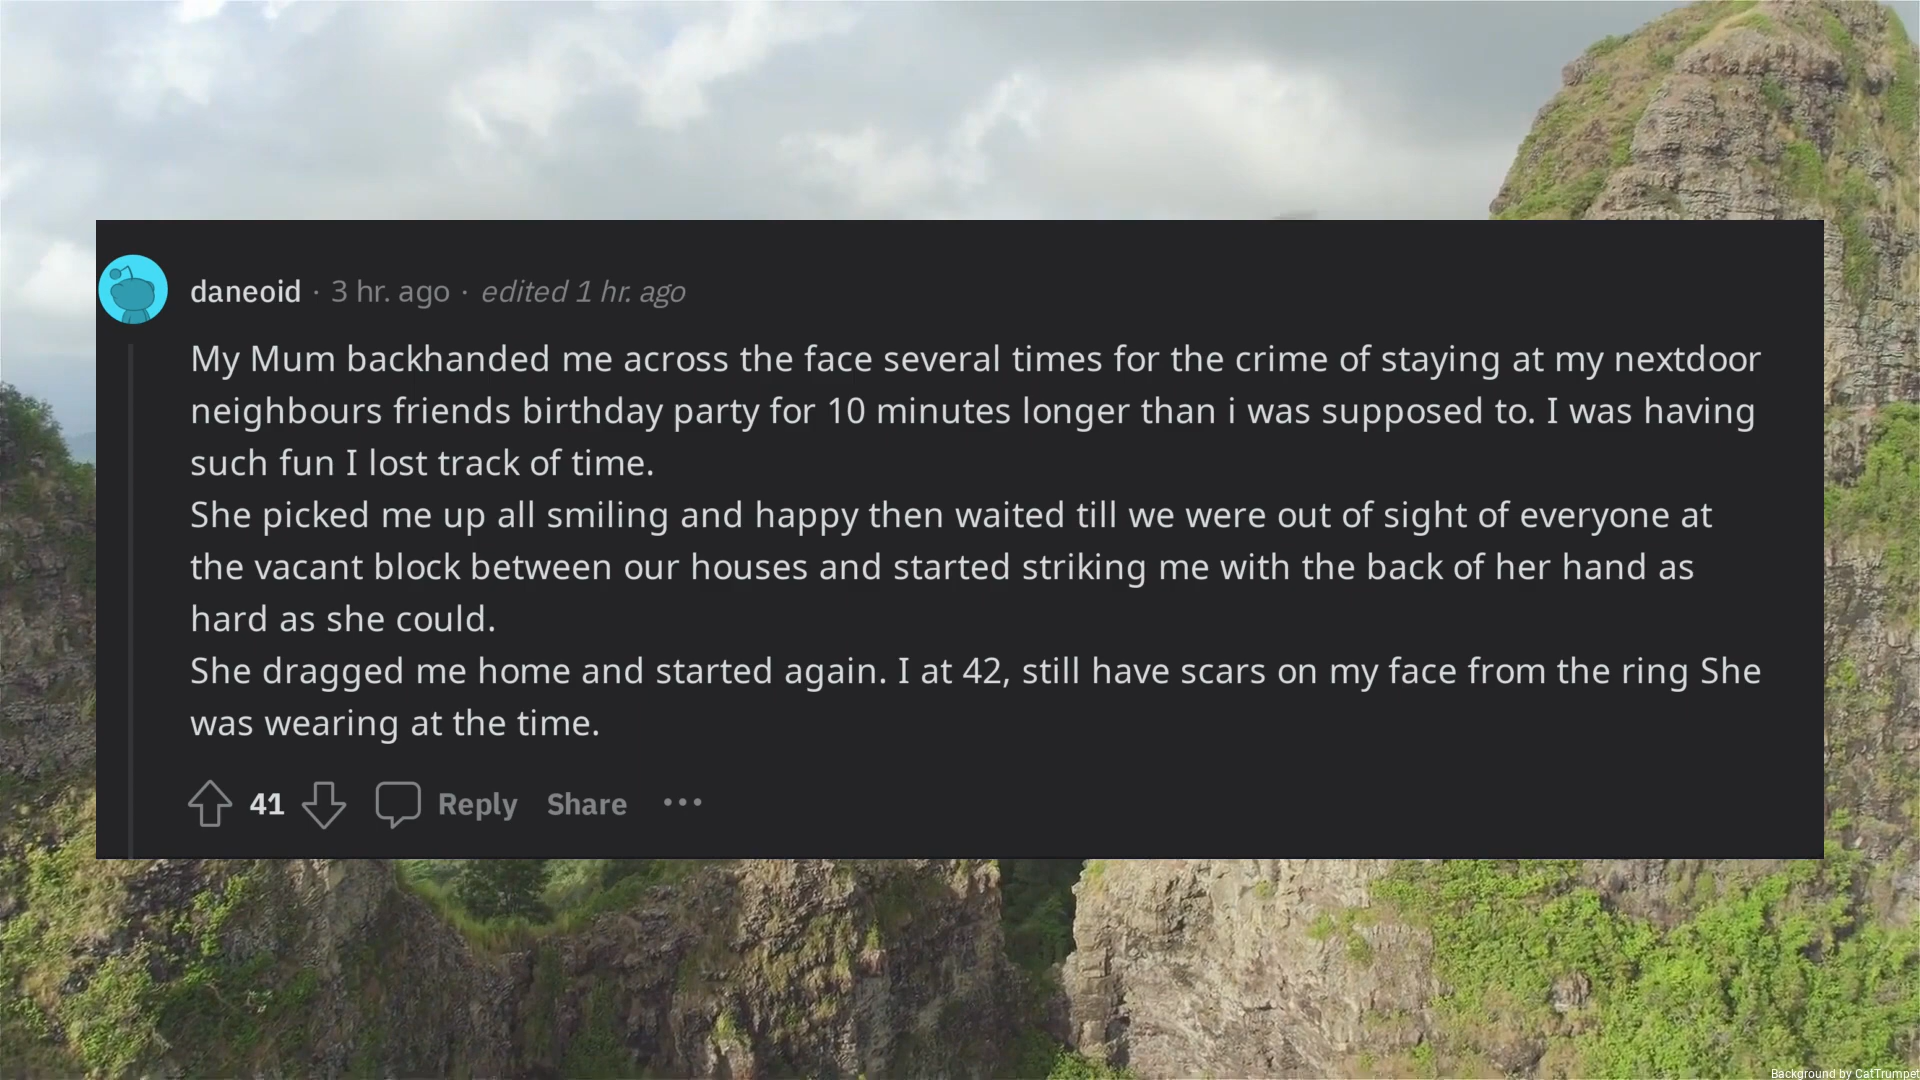 daneoid · 3 hr. ago · edited 1 hr. ago
My Mum backhanded me across the face several times for the crime of staying at my nextdoor
neighbours friends birthday party for 10 minutes longer than i was supposed to. I was having
such fun I lost track of time.
She picked me up all smiling and happy then waited till we were out of sight of everyone at
the vacant block between our houses and started striking me with the back of her hand as
hard as she could.
She dragged me home and started again. I at 42, still have scars on my face from the ring She
was wearing at the time.
41 Reply Share ···
Background by CatTrumpet